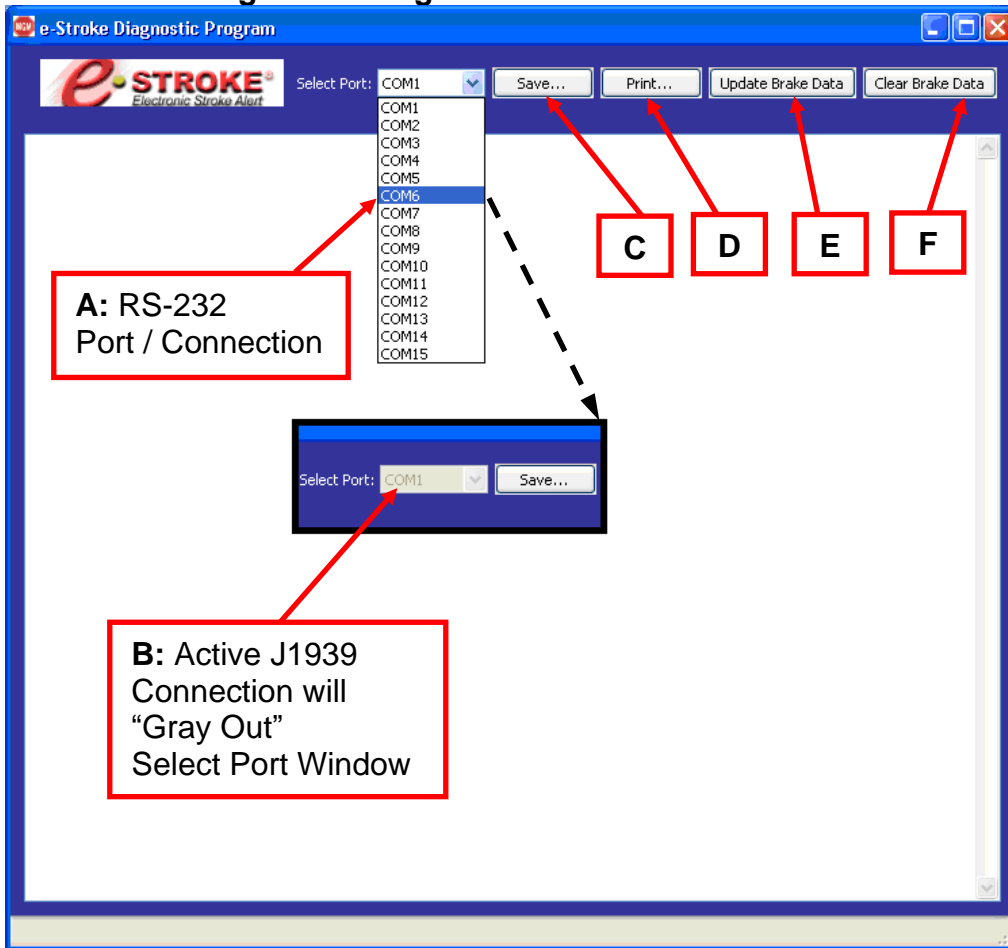 e-Stroke Diagnostic Program
MGM
e-STROKE®
Electronic Stroke Alert
Select Port: COM1 Save... Print... Update Brake Data Clear Brake Data
COM1
COM2
COM3
COM4
COM5
COM6
COM7
COM8
COM9
COM10
COM11
COM12
COM13
COM14
COM15
C D E F
A: RS-232
Port / Connection
Select Port: COM1 Save...
B: Active J1939
Connection will
“Gray Out”
Select Port Window